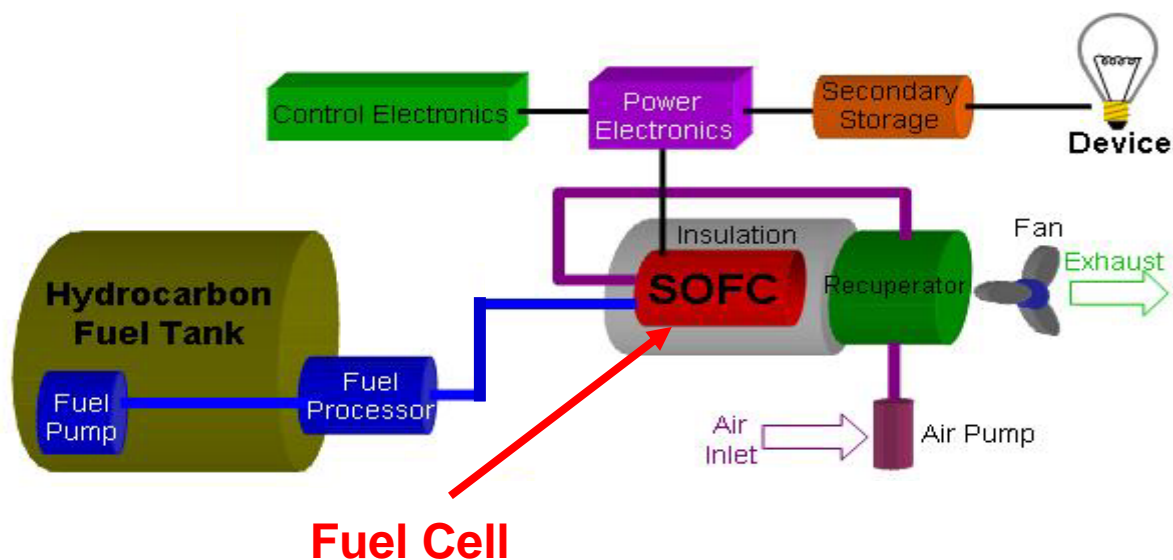 Control Electronics
Power
Electronics
Secondary
Storage
Device
Insulation
SOFC
Recuperator
Fan
Exhaust
Hydrocarbon
Fuel Tank
Fuel
Pump
Fuel
Processor
Air
Inlet
Air Pump
Fuel Cell